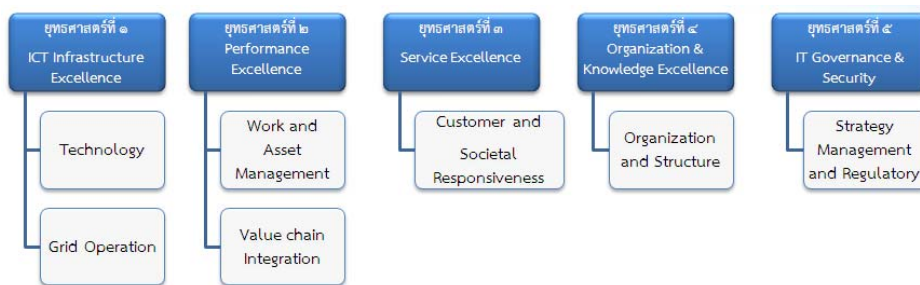 ยุทธศาสตร์ที่ ๑
ICT Infrastructure
Excellence
Technology
Grid Operation
ยุทธศาสตร์ที่ ๒
Performance
Excellence
Work and
Asset
Management
Value chain
Integration
ยุทธศาสตร์ที่ ๓
Service Excellence
Customer and
Societal
Responsiveness
ยุทธศาสตร์ที่ ๔
Organization &
Knowledge Excellence
Organization
and Structure
ยุทธศาสตร์ที่ ๕
IT Governance &
Security
Strategy
Management
and Regulatory